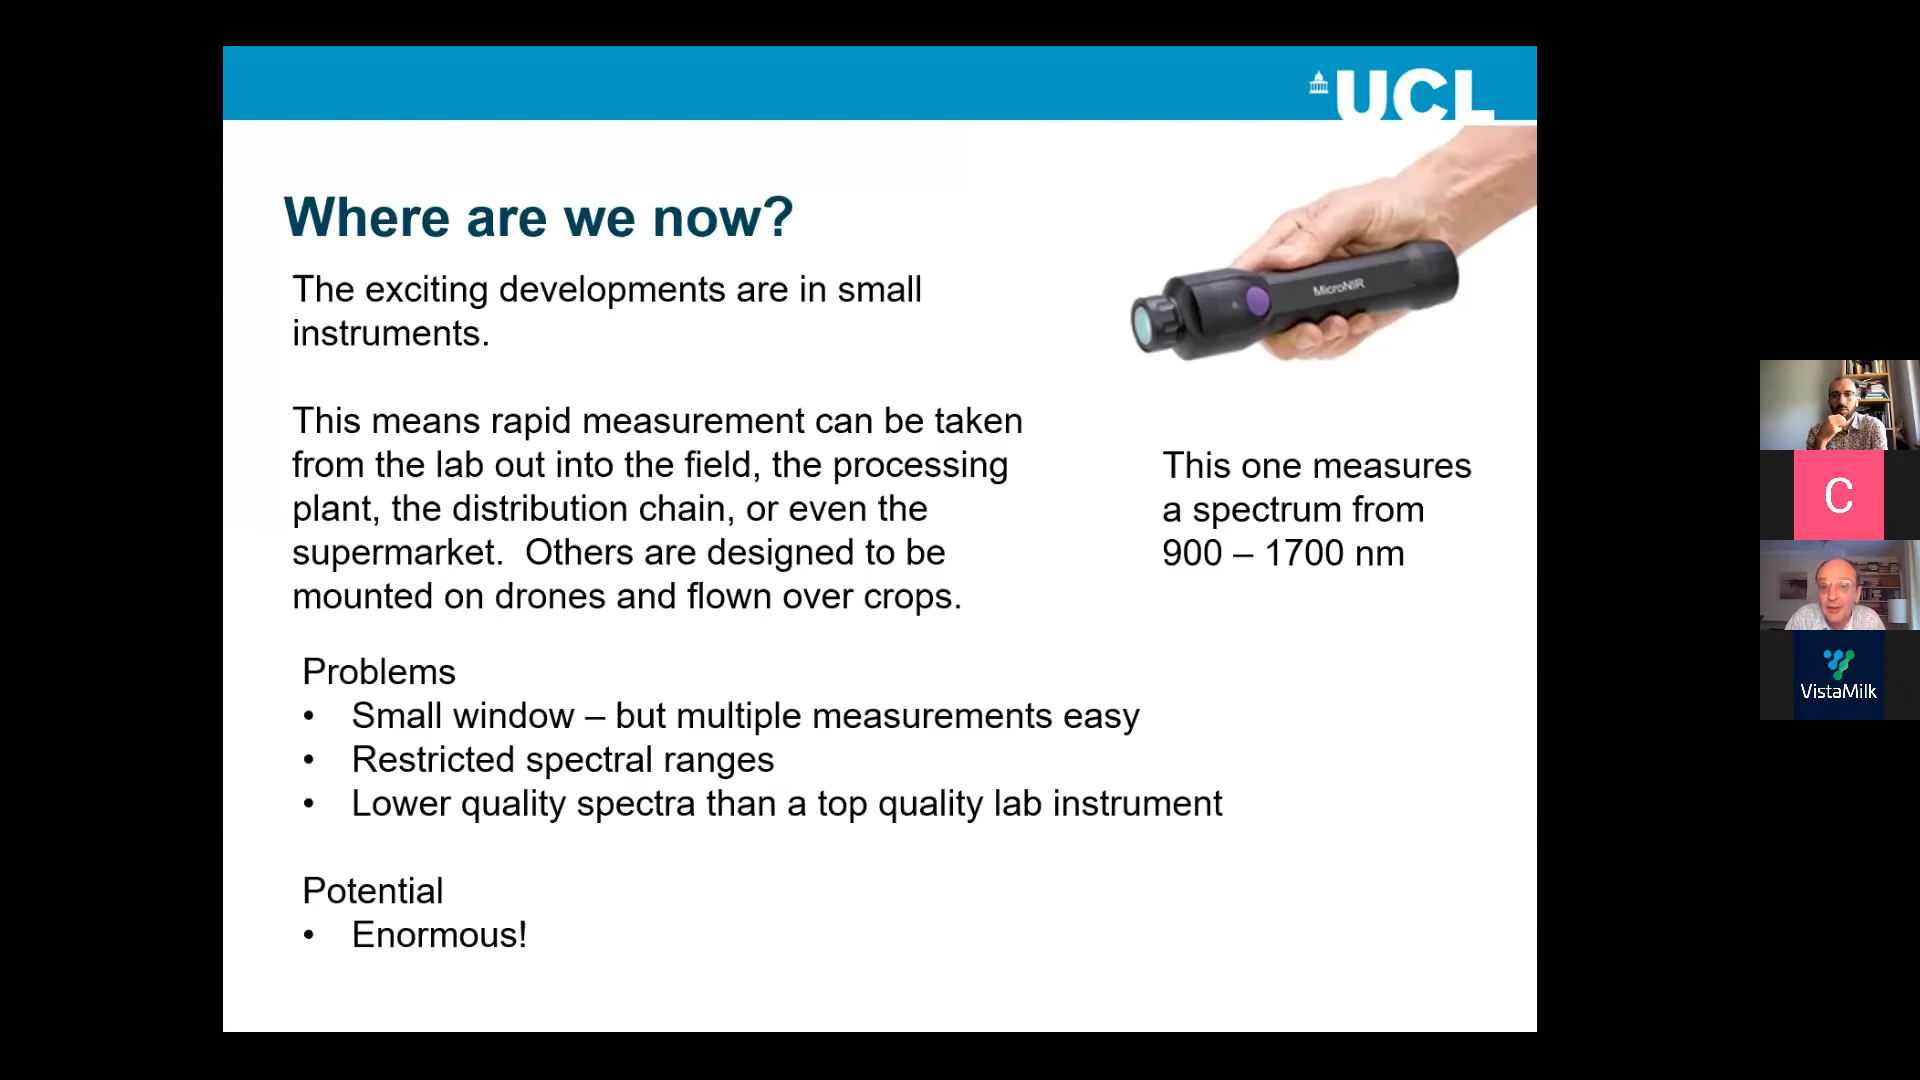 UCL
Where are we now?
The exciting developments are in small
instruments.
MicroNIR
This means rapid measurement can be taken
from the lab out into the field, the processing
plant, the distribution chain, or even the
supermarket. Others are designed to be
mounted on drones and flown over crops.
This one measures
a spectrum from
900 – 1700 nm
Problems
• Small window – but multiple measurements easy
• Restricted spectral ranges
• Lower quality spectra than a top quality lab instrument
Potential
• Enormous!
C
VistaMilk